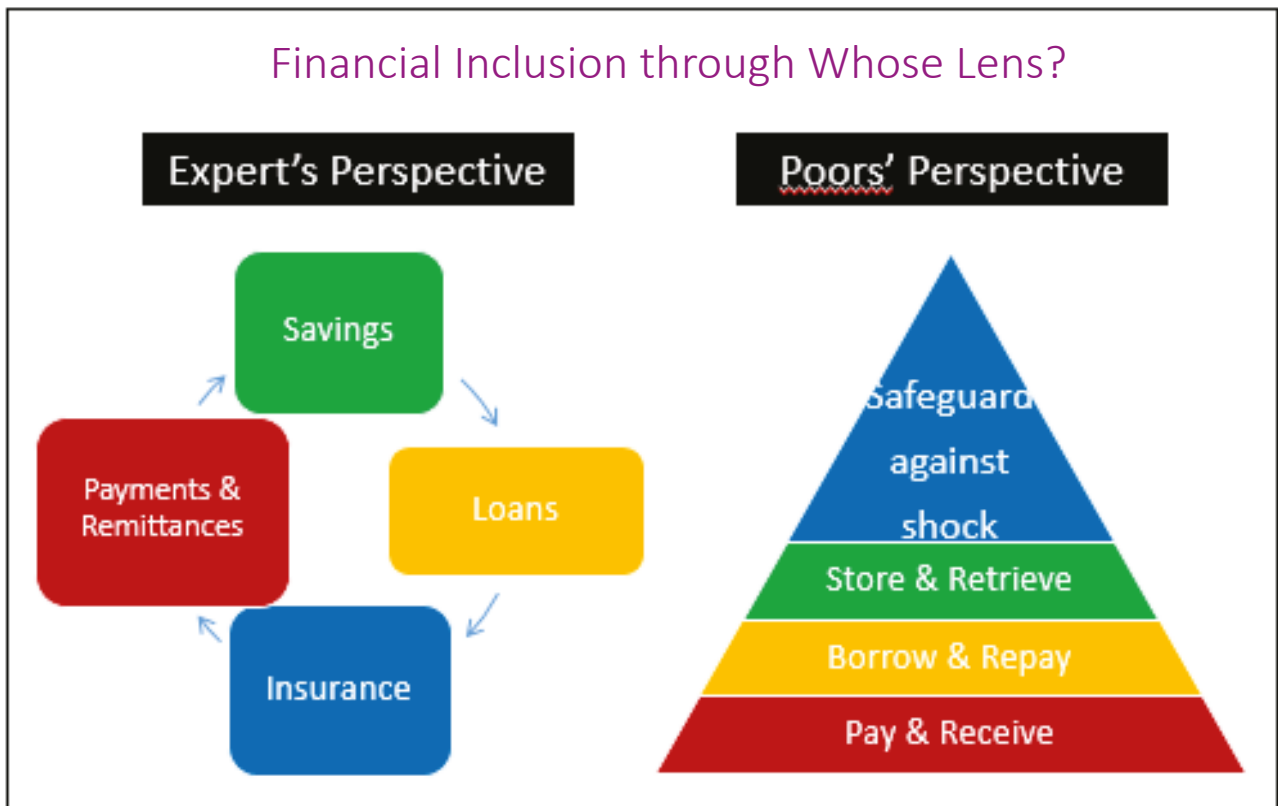 Financial Inclusion through Whose Lens?
Expert's Perspective
Poors' Perspective
Savings
Payments &
Remittances
Loans
Insurance
Safeguard
against
shock
Store & Retrieve
Borrow & Repay
Pay & Receive